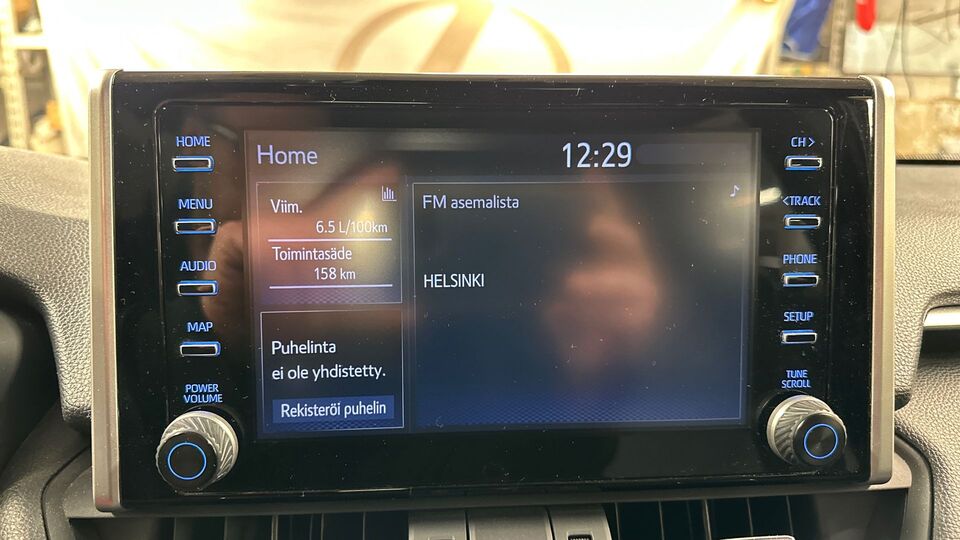 HOME
MENU
AUDIO
MAP
POWER
VOLUME
Home
12:29
Viim.
6.5 L/100km
Toimintasäde
158 km
Puhelinta
ei ole yhdistetty.
Rekisteröi puhelin
FM asemalista
HELSINKI
CH >
< TRACK
PHONE
SETUP
TUNE
SCROLL